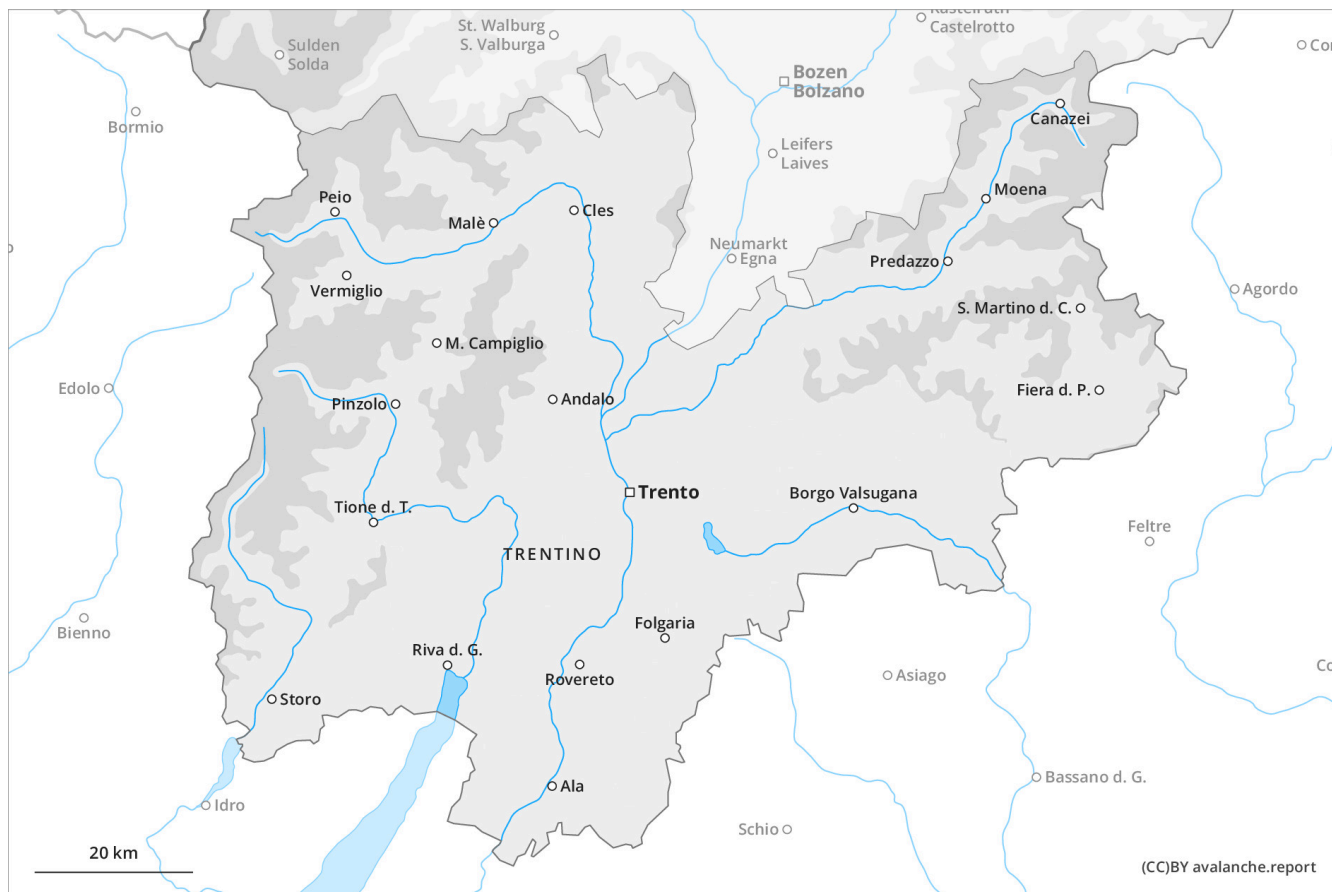 Kastelruth
Castelrotto
St. Walburg
S. Valburga
Sulden
Solda
Bozen
Bolzano
Bormio
Canazei
Leifers
Laives
Moena
Peio
Malè
Cles
Neumarkt
Egna
Predazzo
Vermiglio
Agordo
S. Martino d. C.
M. Campiglio
Edolo
Pinzolo
Andalo
Fiera d. P.
Trento
Borgo Valsugana
Tione d. T.
Feltre
TRENTINO
Bienno
Folgaria
Riva d. G.
Rovereto
Asiago
Storo
Bassano d. G.
Ala
Idro
Schio
20 km
(CC)BY avalanche.report